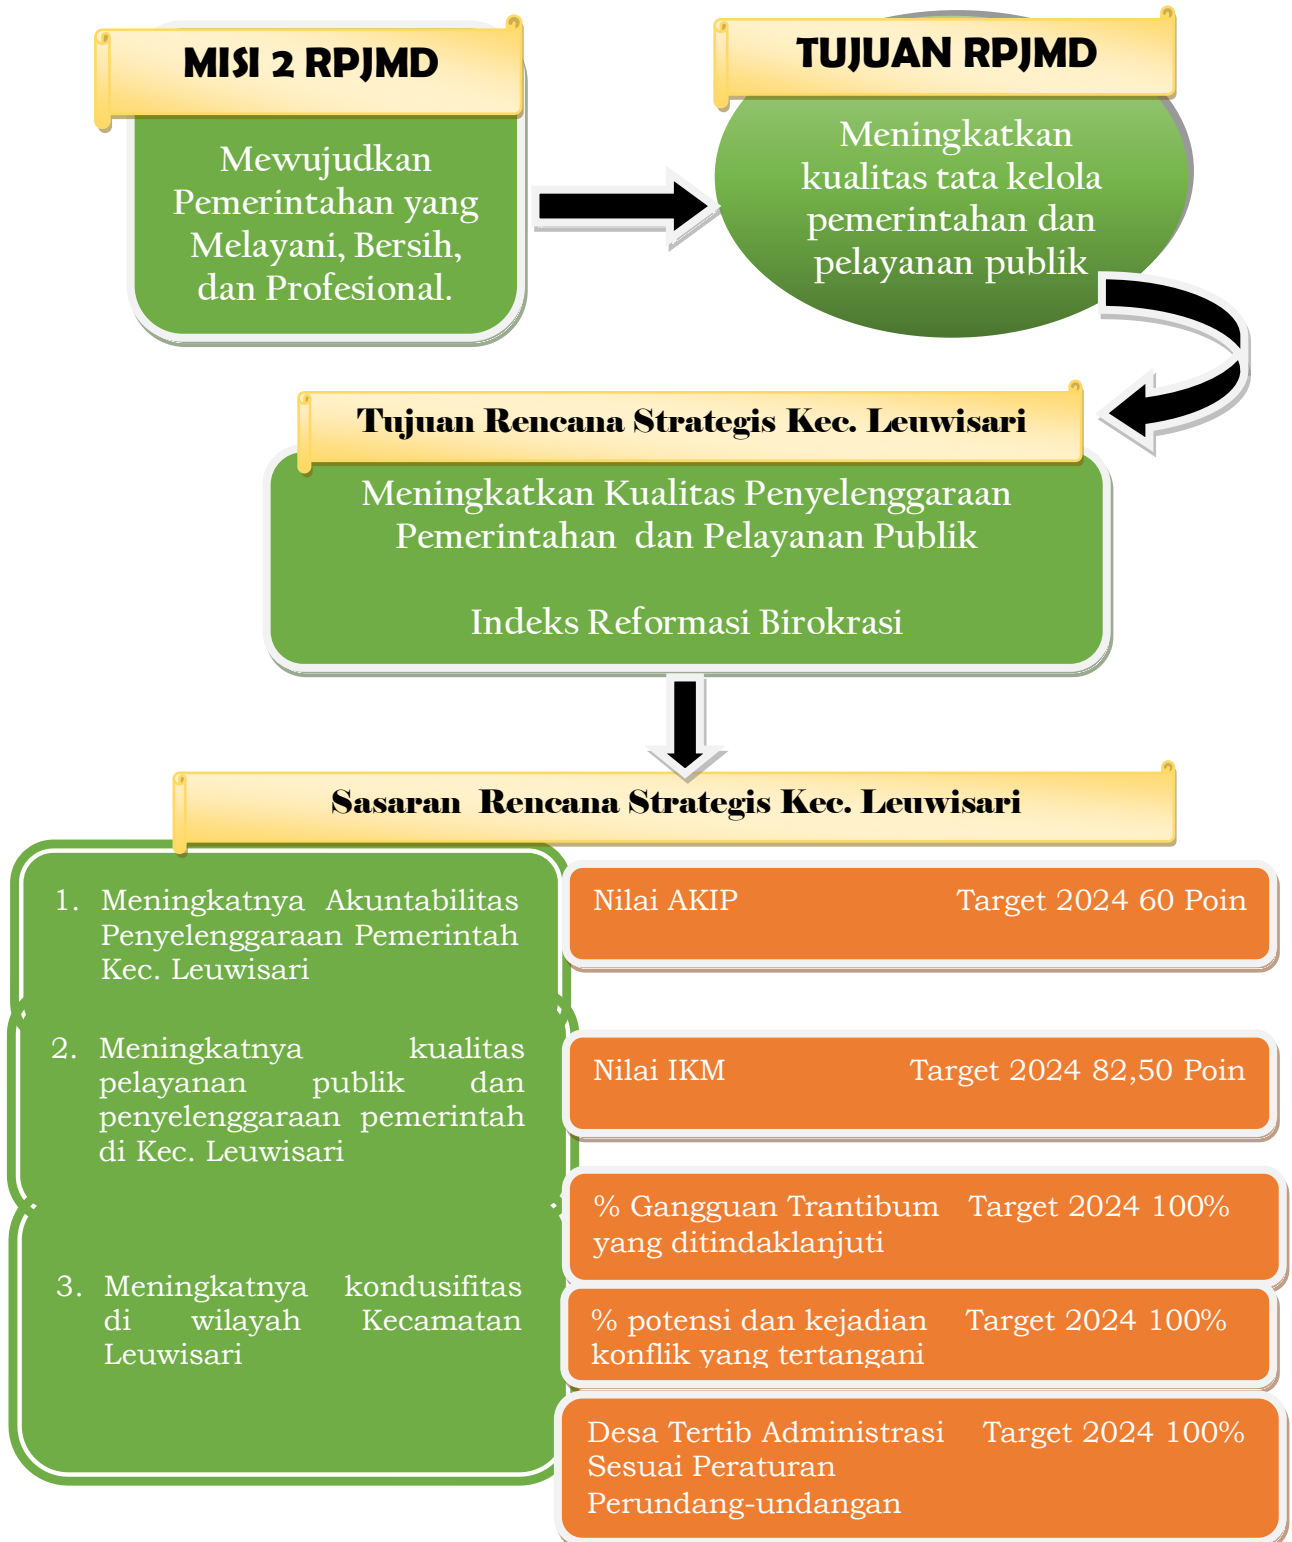 MISI 2 RPJMD
Mewujudkan
Pemerintahan yang
Melayani, Bersih,
dan Profesional.
TUJUAN RPJMD
Meningkatkan
kualitas tata kelola
pemerintahan dan
pelayanan publik
Tujuan Rencana Strategis Kec. Leuwisari
Meningkatkan Kualitas Penyelenggaraan
Pemerintahan dan Pelayanan Publik
Indeks Reformasi Birokrasi
Sasaran Rencana Strategis Kec. Leuwisari
1. Meningkatnya Akuntabilitas
Penyelenggaraan Pemerintah
Kec. Leuwisari
Nilai AKIP Target 2024 60 Poin
2. Meningkatnya kualitas
pelayanan publik dan
penyelenggaraan pemerintah
di Kec. Leuwisari
Nilai IKM Target 2024 82,50 Poin
3. Meningkatnya kondusifitas
di wilayah Kecamatan
Leuwisari
% Gangguan Trantibum Target 2024 100%
yang ditindaklanjuti
% potensi dan kejadian Target 2024 100%
konflik yang tertangani
Desa Tertib Administrasi Target 2024 100%
Sesuai Peraturan
Perundang-undangan